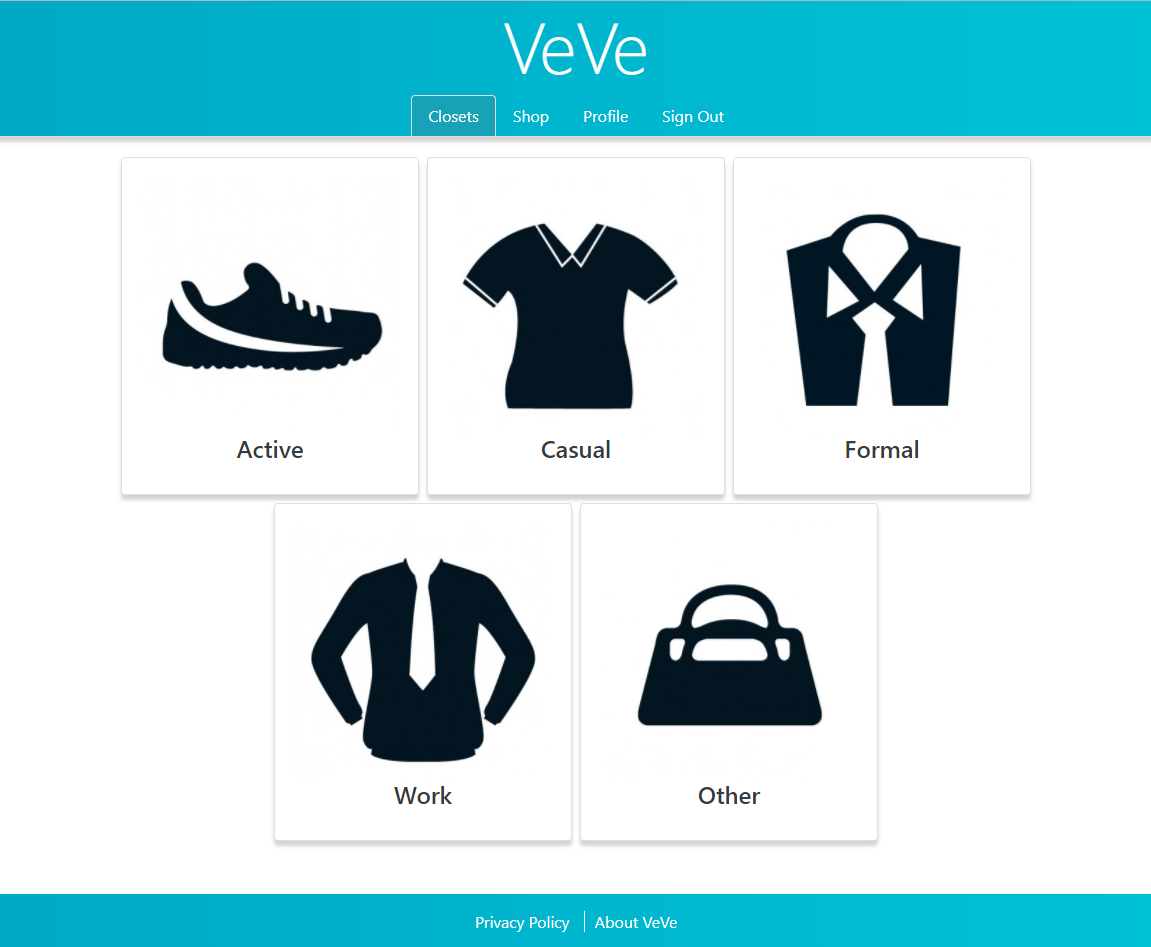 VeVe
Closets Shop Profile Sign Out
Active Casual Formal
Work Other
Privacy Policy About VeVe